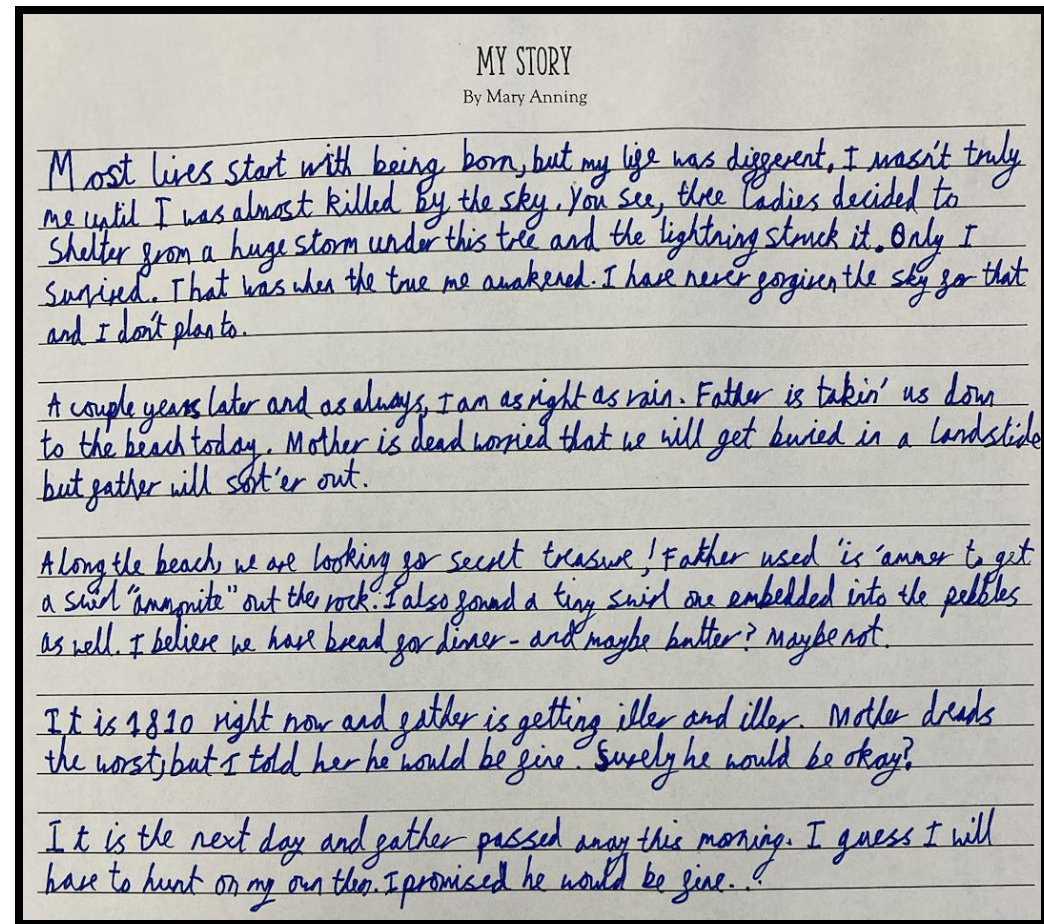 MY STORY
By Mary Anning
Most lives start with being born, but my life was different, I wasn't truly
me until I was almost killed by the sky. You see, three ladies decided to
Shelter from a huge storm under this tree and the lightning struck it. Only I
Survived. That was when the true me awakened. I have never forgiven the sky for that
and I don't plan to.
A couple years later and as always, I am as right as rain. Father is takin' us down
to the beach today. Mother is dead worried that we will get buried in a landslide
but father will sort'er out.
Along the beach, we are looking for secret treasure! Father used 'is 'ammer to get
a swirl "ammonite" out the rock. I also found a tiny swirl one embedded into the pebbles
as well. I believe we have bread for dinner - and maybe butter? Maybe not.
It is 1810 right now and father is getting iller and iller. Mother dreads
the worst, but I told her he would be fine. Surely he would be okay?
It is the next day and father passed away this morning. I guess I will
have to hunt on my own then. I promised he would be fine...